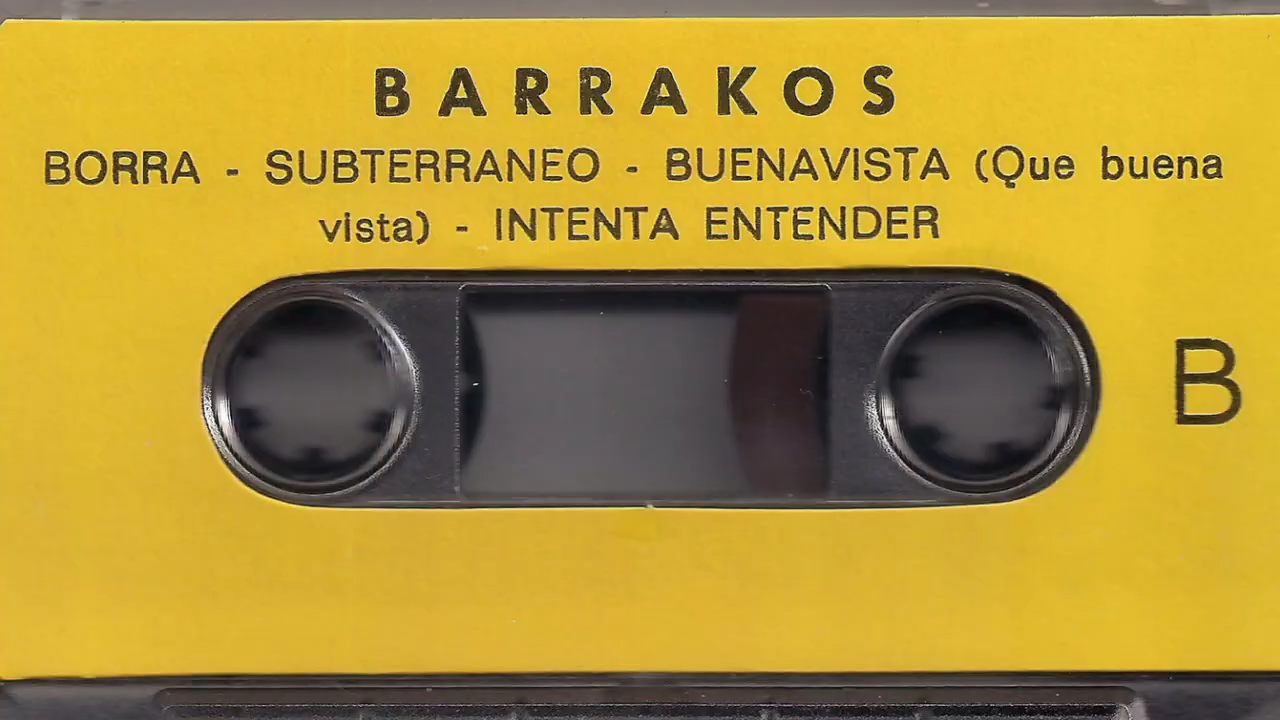 BARRAKOS
BORRA - SUBTERRANEO - BUENAVISTA (Que buena
vista) - INTENTA ENTENDER
B